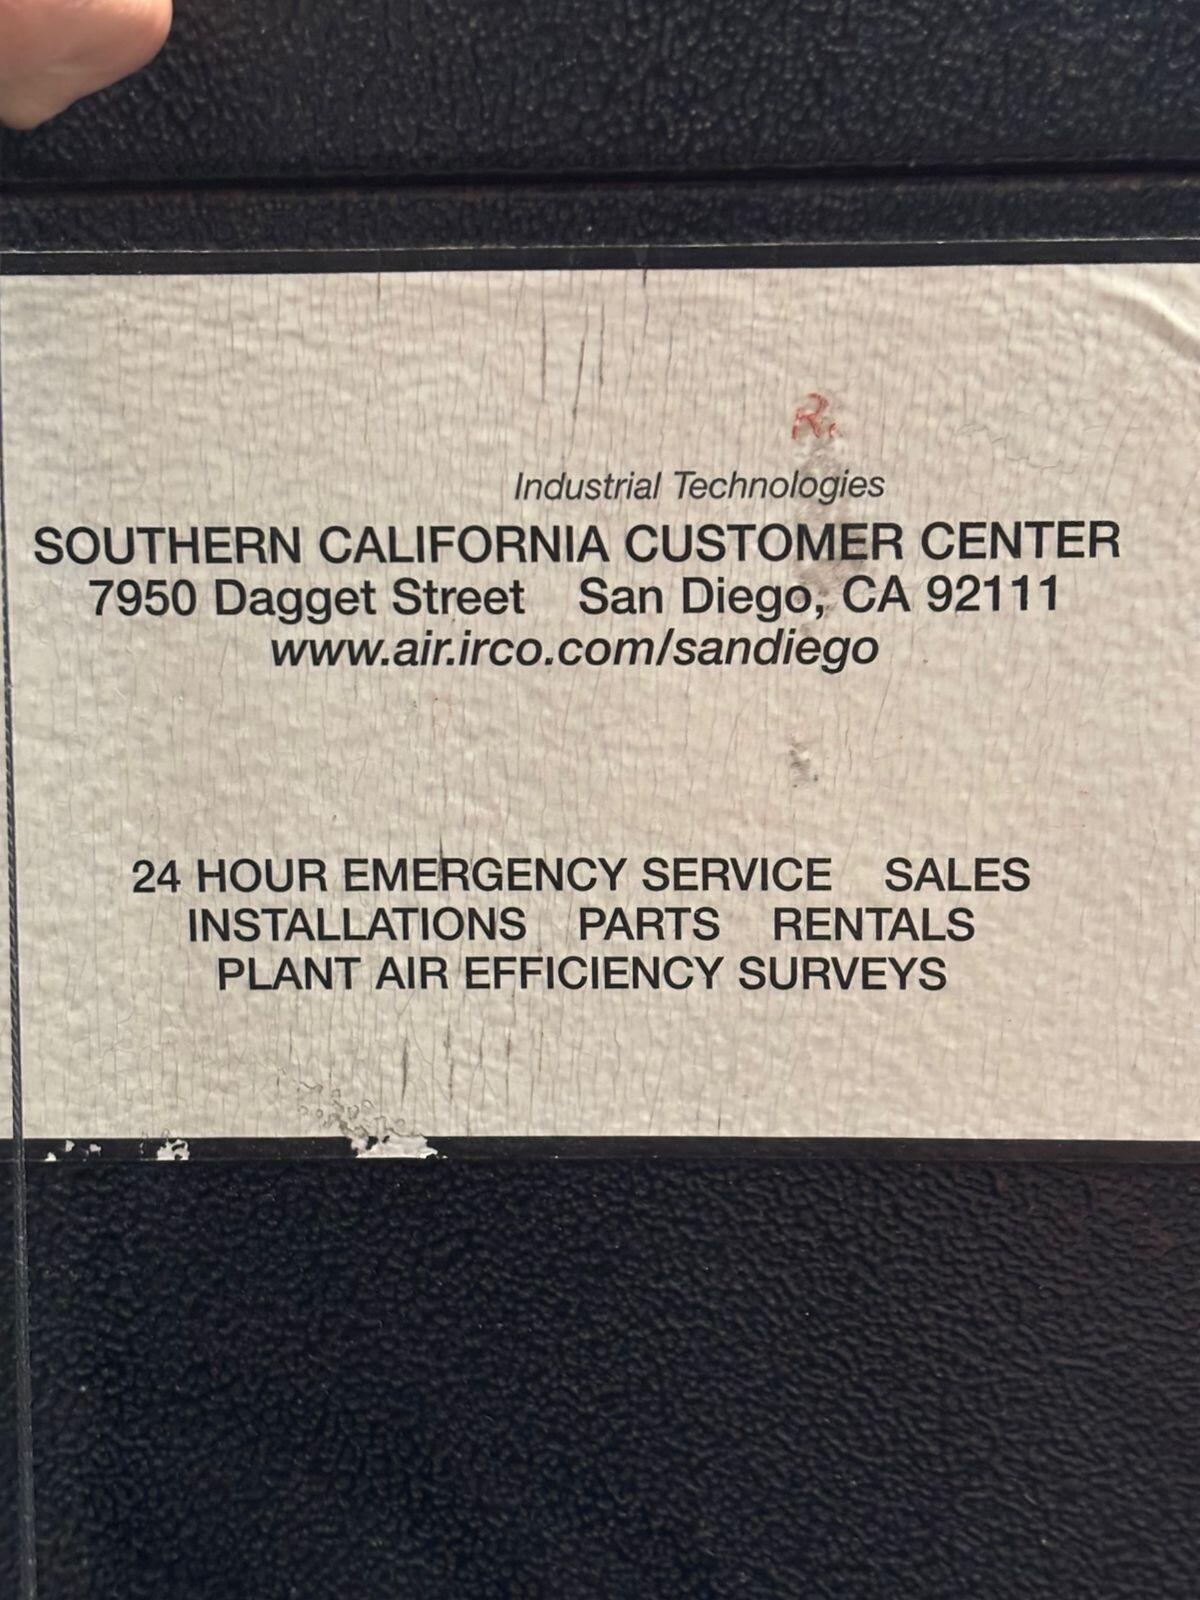 Industrial Technologies
SOUTHERN CALIFORNIA CUSTOMER CENTER
7950 Dagget Street San Diego, CA 92111
www.air.irco.com/sandiego
24 HOUR EMERGENCY SERVICE SALES
INSTALLATIONS PARTS RENTALS
PLANT AIR EFFICIENCY SURVEYS